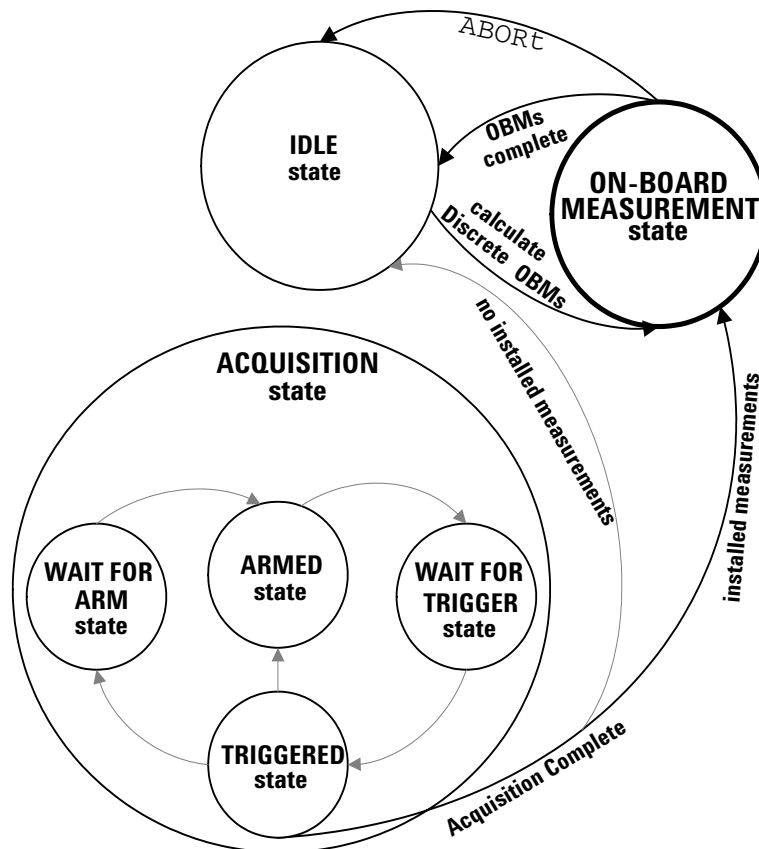 ABORt
OBMs
complete
IDLE
state
ON-BOARD
MEASUREMENT
state
calculate
Discrete OBMs
no installed measurements
installed measurements
ACQUISITION
state
WAIT FOR
ARM
state
ARMED
state
WAIT FOR
TRIGGER
state
TRIGGERED
state
Acquisition Complete